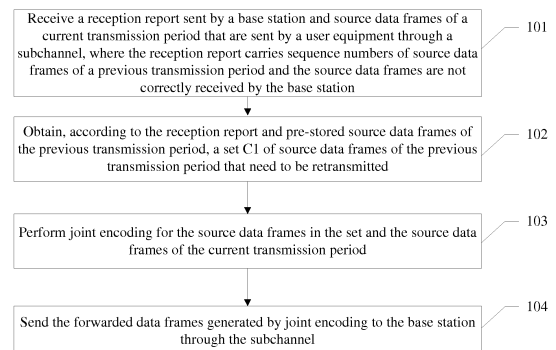 Receive a reception report sent by a base station and source data frames of a
current transmission period that are sent by a user equipment through a
subchannel, where the reception report carries sequence numbers of source data
frames of a previous transmission period and the source data frames are not
correctly received by the base station
101
Obtain, according to the reception report and pre-stored source data frames of
the previous transmission period, a set C1 of source data frames of the previous
transmission period that need to be retransmitted
102
Perform joint encoding for the source data frames in the set and the source data
frames of the current transmission period
103
Send the forwarded data frames generated by joint encoding to the base station
through the subchannel
104